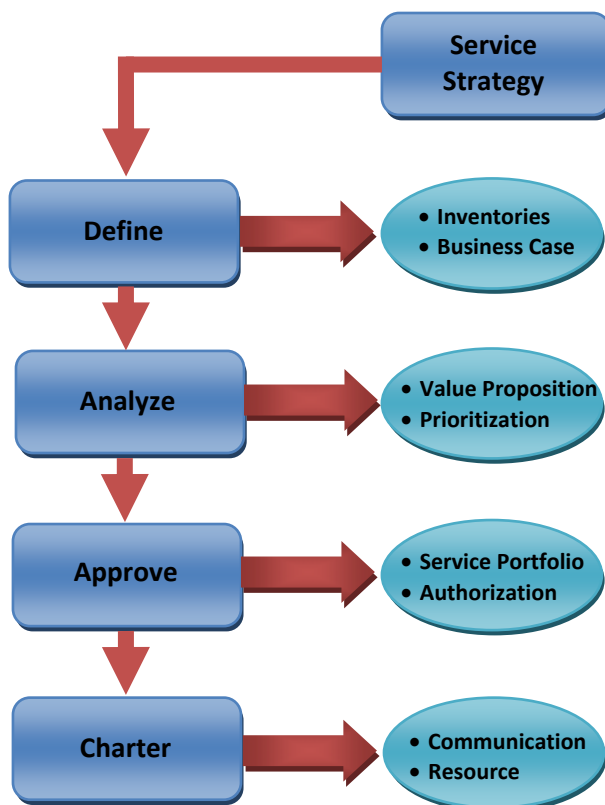 Service
Strategy
Define
• Inventories
• Business Case
Analyze
• Value Proposition
• Prioritization
Approve
• Service Portfolio
• Authorization
Charter
• Communication
• Resource